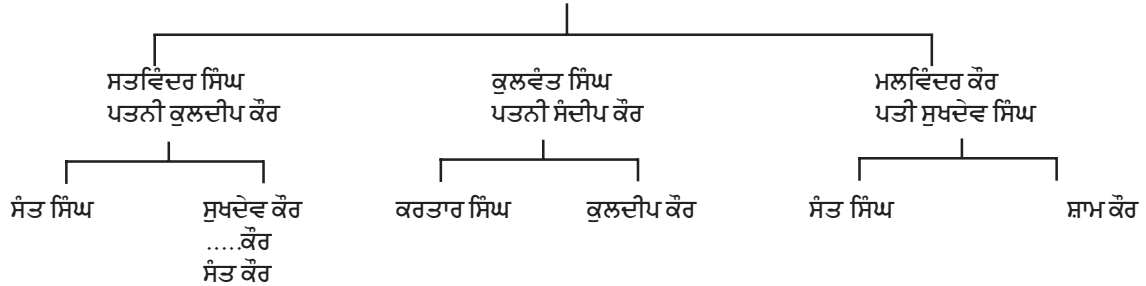 ਸਤਵਿੰਦਰ ਸਿੰਘ
ਪਤਨੀ ਕੁਲਦੀਪ ਕੌਰ
ਕੁਲਵੰਤ ਸਿੰਘ
ਪਤਨੀ ਸੰਦੀਪ ਕੌਰ
ਮਲਵਿੰਦਰ ਕੌਰ
ਪਤੀ ਸੁਖਦੇਵ ਸਿੰਘ
ਸੰਤ ਸਿੰਘ
ਸੁਖਦੇਵ ਕੌਰ
.....ਕੌਰ
ਸੰਤ ਕੌਰ
ਕਰਤਾਰ ਸਿੰਘ
ਕੁਲਦੀਪ ਕੌਰ
ਸੰਤ ਸਿੰਘ
ਸ਼ਾਮ ਕੌਰ